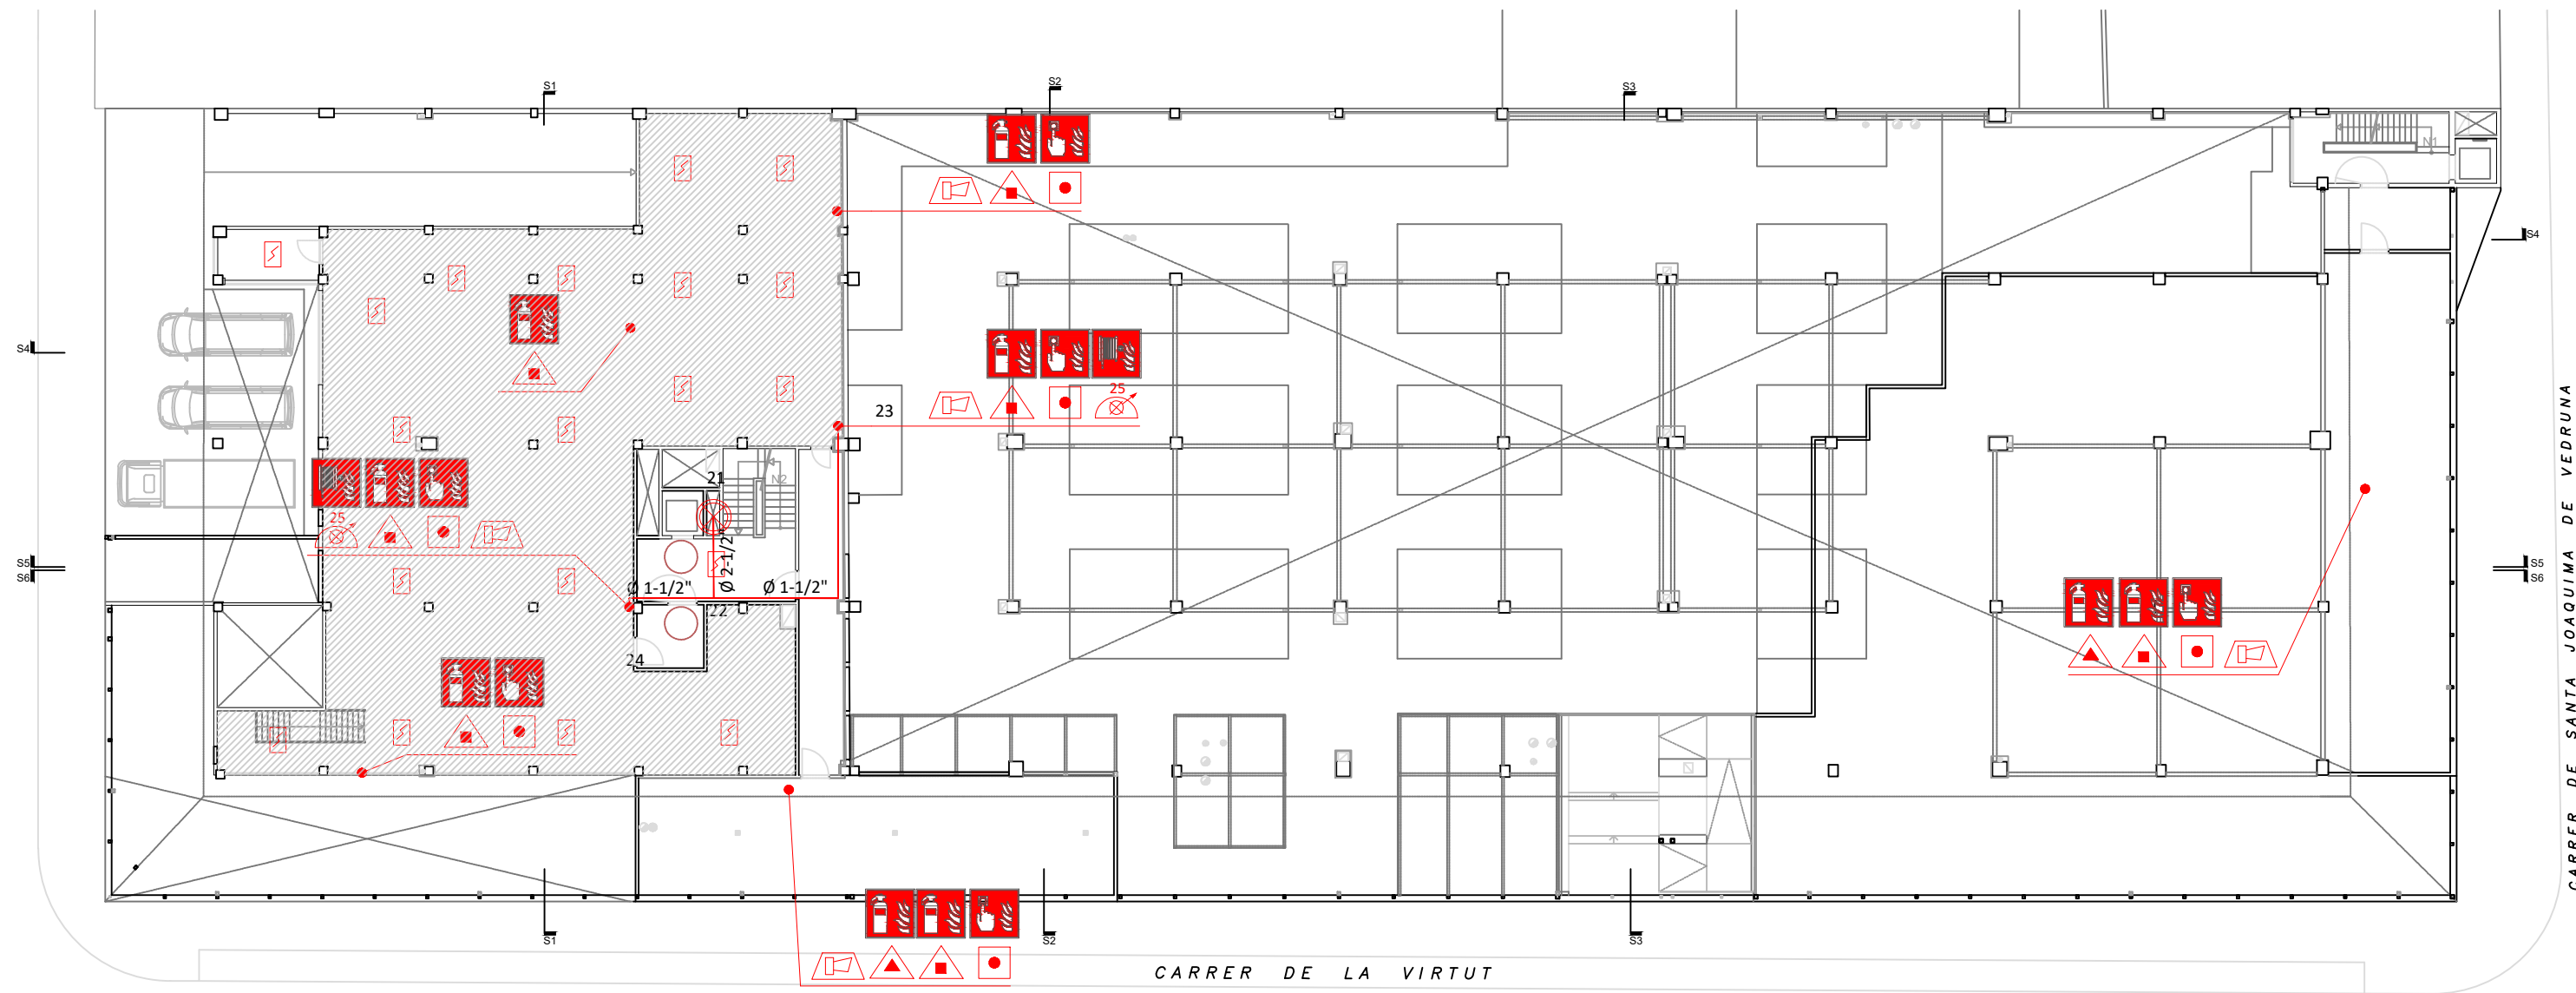 S1
S2
S3
N1
S4
S4
25
23
21
N2
25
Ø 2-1/2"
S5
S6
S5
S6
Ø 1-1/2"
Ø 1-1/2"
22
24
S1
S2
S3
CARRER DE LA VIRTUT
CARRER DE SANTA JOAQUIMA DE VEDRUNA